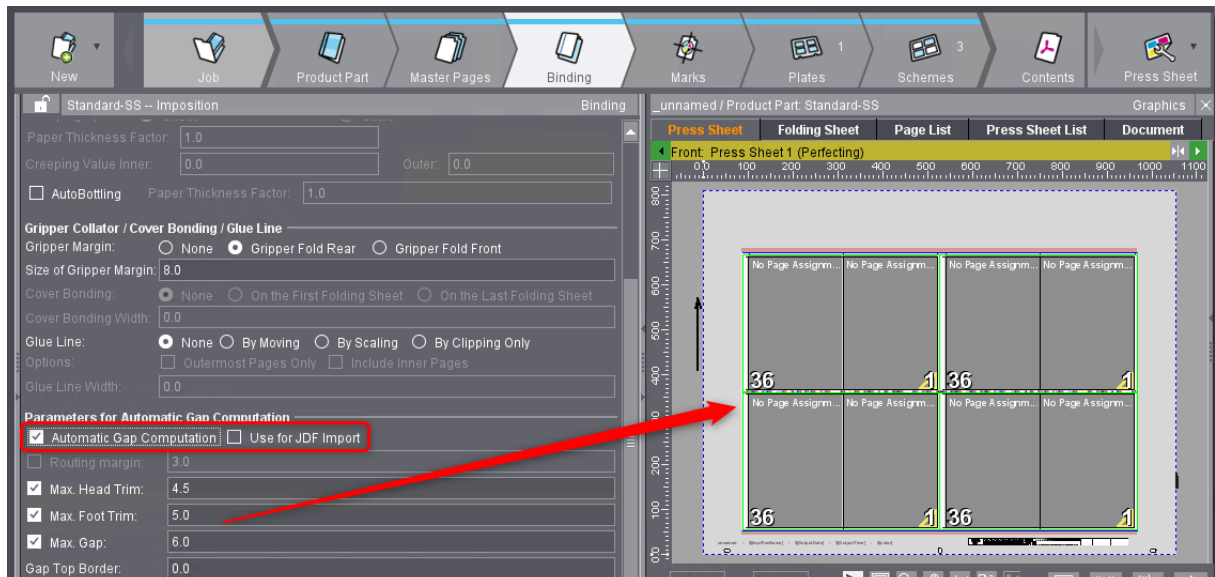 New
Job
Product Part
Master Pages
Binding
Marks
1
Plates
3
Schemes
Contents
Press Sheet
Standard-SS -- Imposition Binding
Paper Thickness Factor: 1.0
Creeping Value Inner: 0.0 Outer: 0.0
AutoBottling Paper Thickness Factor: 1.0
Gripper Collator / Cover Bonding / Glue Line
Gripper Margin: None Gripper Fold Rear Gripper Fold Front
Size of Gripper Margin: 8.0
Cover Bonding: None On the First Folding Sheet On the Last Folding Sheet
Cover Bonding Width: 0.0
Glue Line: None By Moving By Scaling By Clipping Only
Options: Outermost Pages Only Include Inner Pages
Glue Line Width: 0.0
Parameters for Automatic Gap Computation
Automatic Gap Computation Use for JDF Import
Routing margin: 3.0
Max. Head Trim: 4.5
Max. Foot Trim: 5.0
Max. Gap: 6.0
Gap Top Border: 0.0
_unnamed / Product Part: Standard-SS Graphics
Press Sheet Folding Sheet Page List Press Sheet List Document
Front: Press Sheet 1 (Perfecting)
0,0 100 200 300 400 500 600 700 800 900 1000 1100
800
700
600
500
400
200
100
0,0
No Page Assignm... No Page Assignm... No Page Assignm... No Page Assignm...
36 1 36 1
No Page Assignm... No Page Assignm... No Page Assignm... No Page Assignm...
36 1 36 1